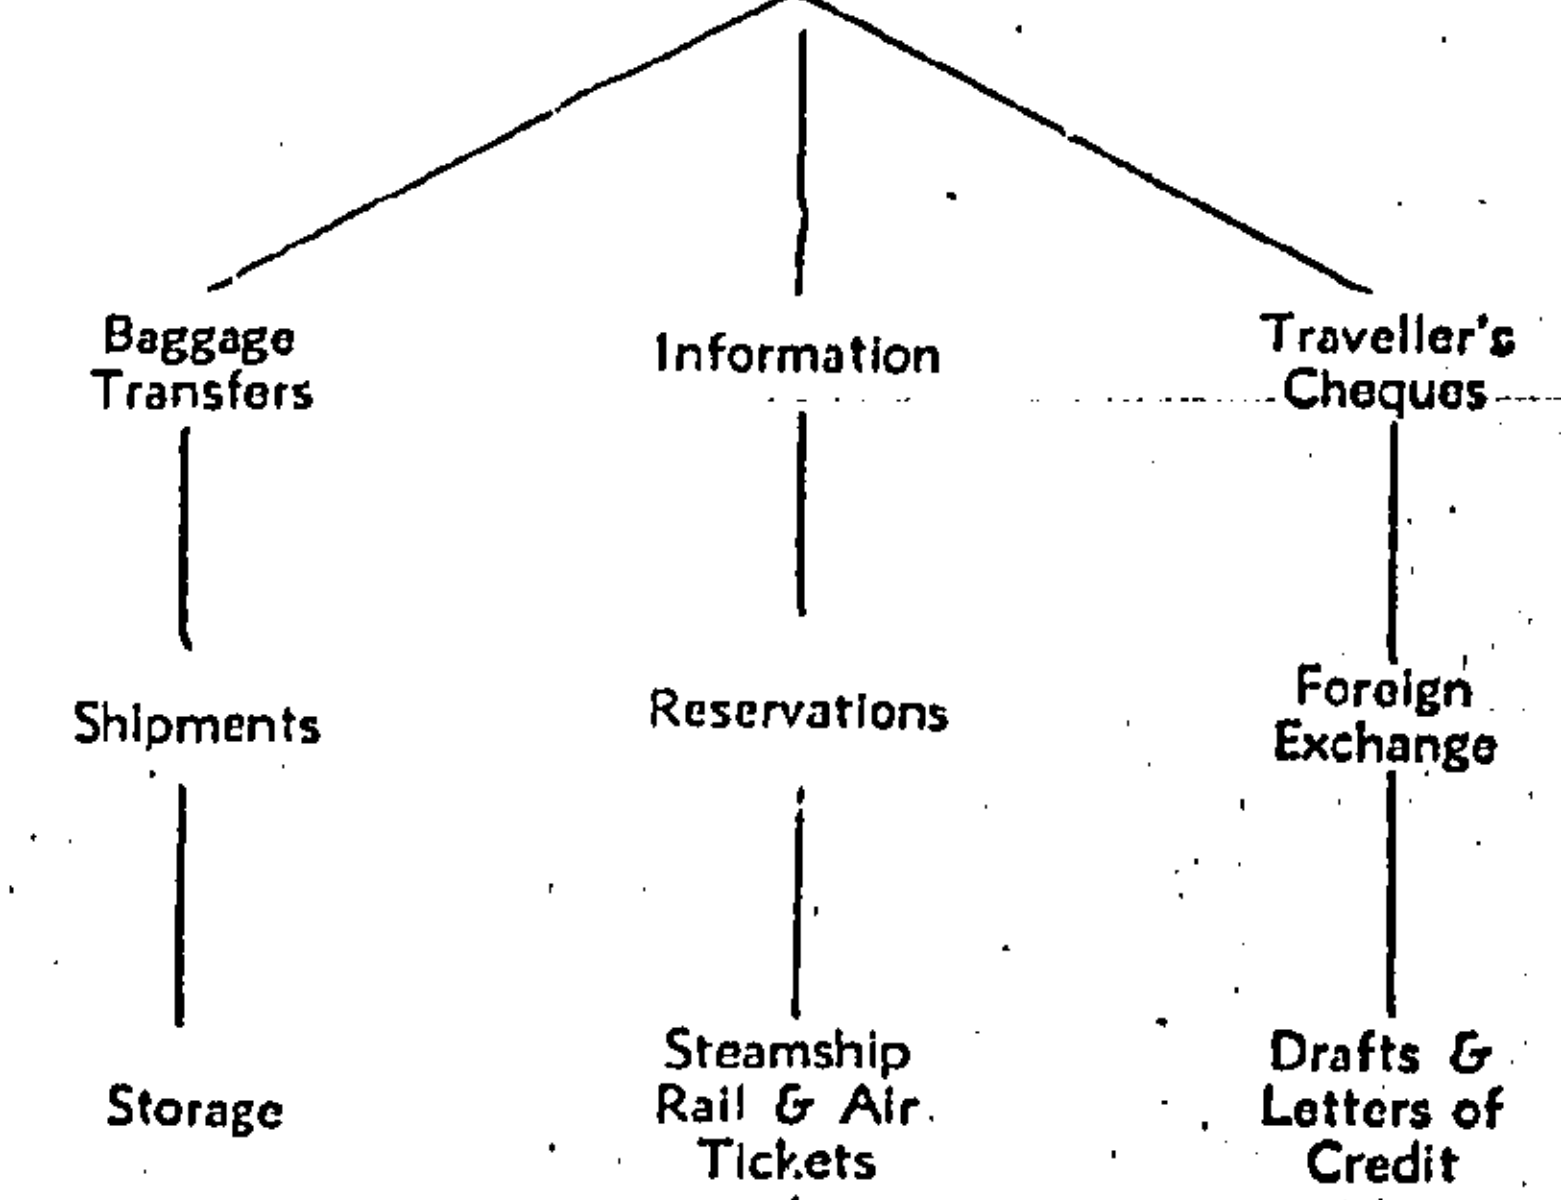 Baggage
Transfers
Information
Traveller's
Cheques
Shipments
Reservations
Foreign
Exchange
Storage
Steamship
Rail & Air
Tickets
Drafts &
Letters of
Credit